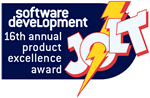 software
development
16th annual
product
excellence
award
JOLT